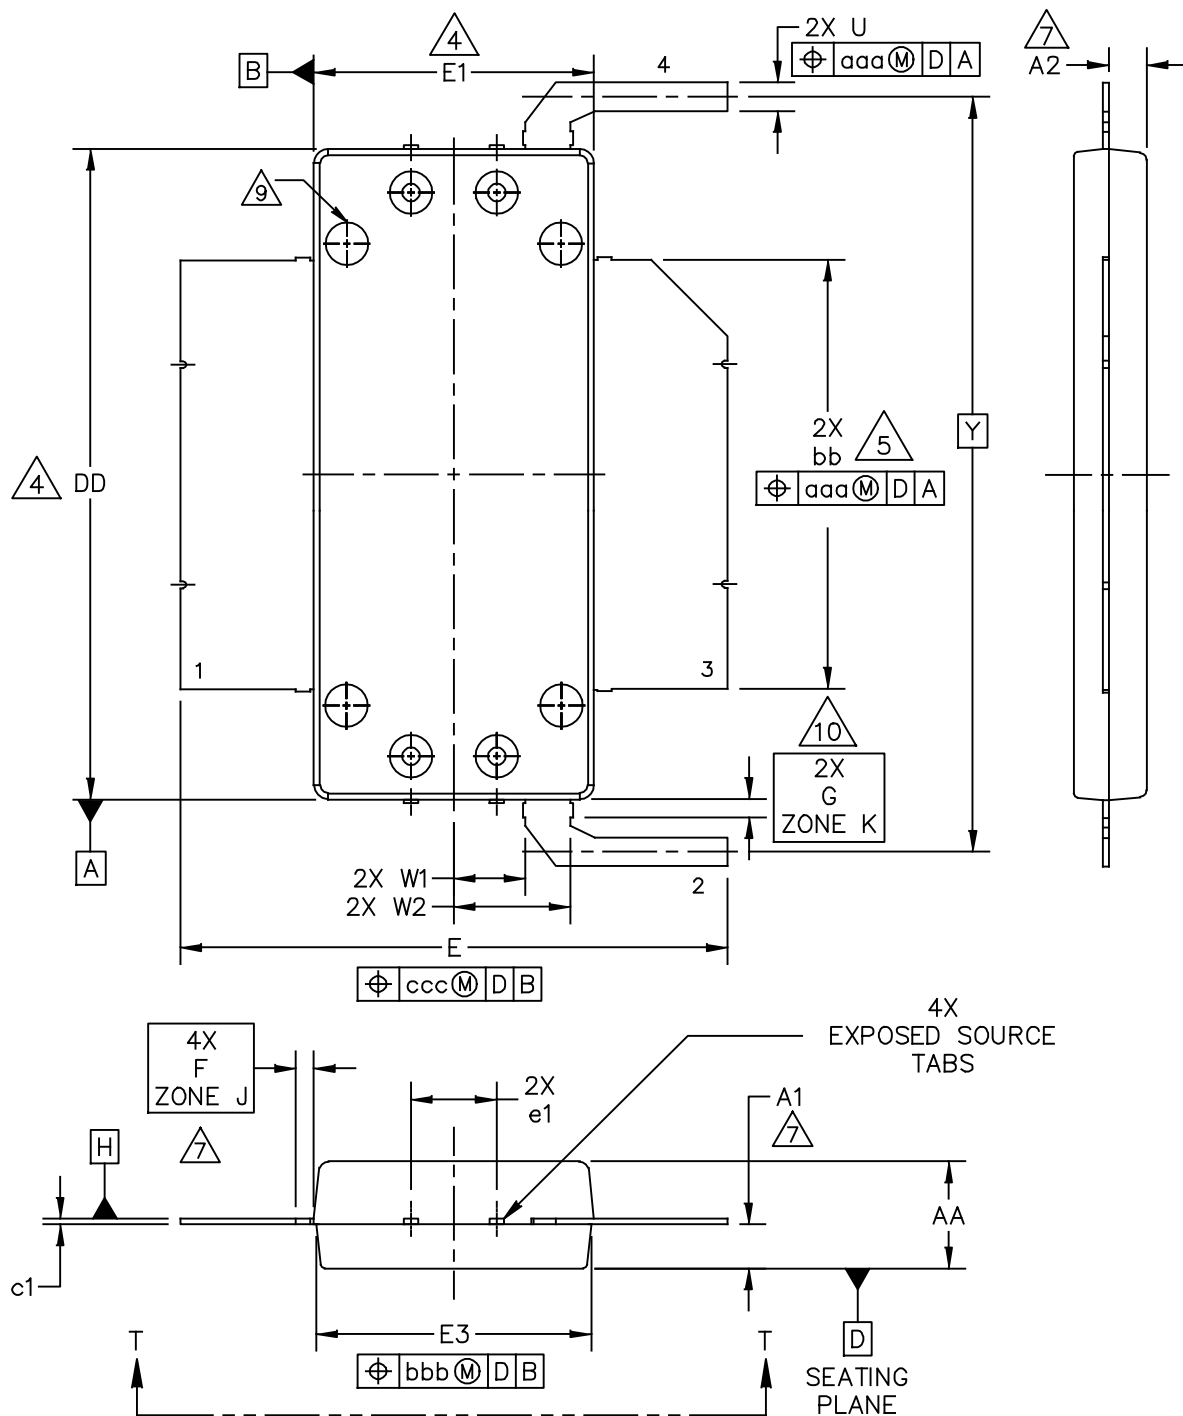 2X U
⌖ aaa Ⓜ D A
4
B
E1
4
7
A2
9
Y
2X
bb
5
⌖ aaa Ⓜ D A
4
DD
1
3
10
2X
G
ZONE K
A
2X W1
2X W2
2
E
⌖ ccc Ⓜ D B
4X
F
ZONE J
4X
EXPOSED SOURCE
TABS
2X
e1
A1
7
H
7
AA
c1
E3
⌖ bbb Ⓜ D B
D
SEATING
PLANE
T
T